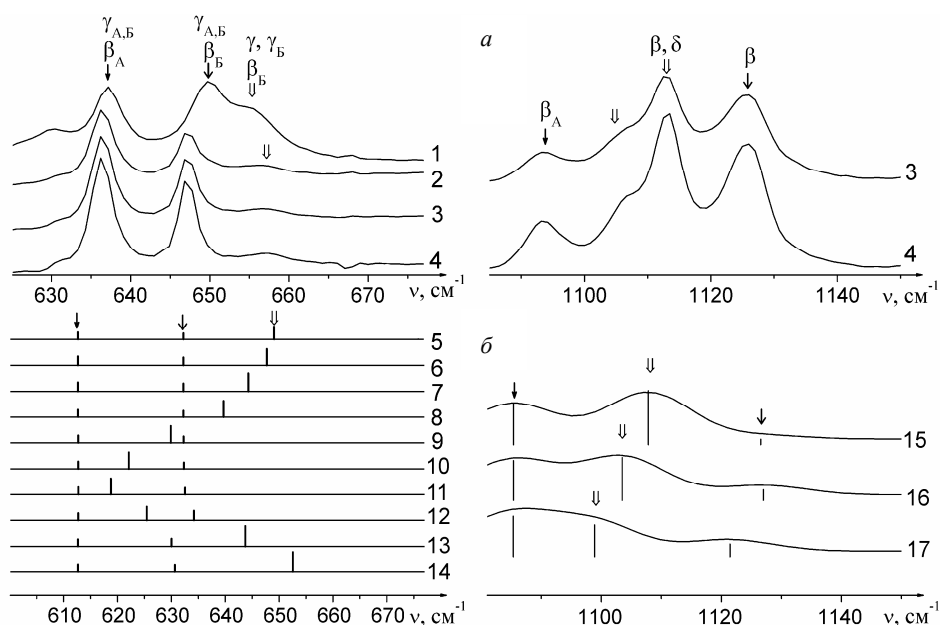 γА,Б
βА
γА,Б
βБ
γ, γБ
βБ
1
2
3
4
630 640 650 660 670 ν, см-1
а
βА
β, δ
β
3
4
1100 1120 1140 ν, см-1
5
6
7
8
9
10
11
12
13
14
610 620 630 640 650 660 670 ν, см-1
б
15
16
17
1100 1120 1140 ν, см-1